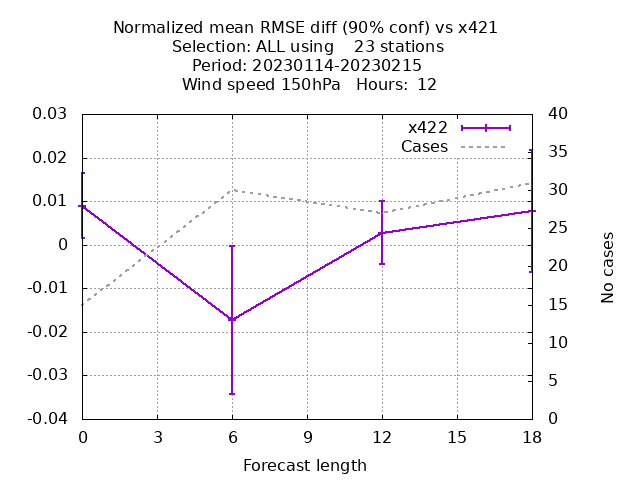 Normalized mean RMSE diff (90% conf) vs x421
Selection: ALL using    23 stations
Period: 20230114-20230215
Wind speed 150hPa   Hours:  12
x422
Cases
0.03
0.02
0.01
0
-0.01
-0.02
-0.03
-0.04
40
35
30
25
20
15
10
5
0
No cases
0 3 6 9 12 15 18
Forecast length